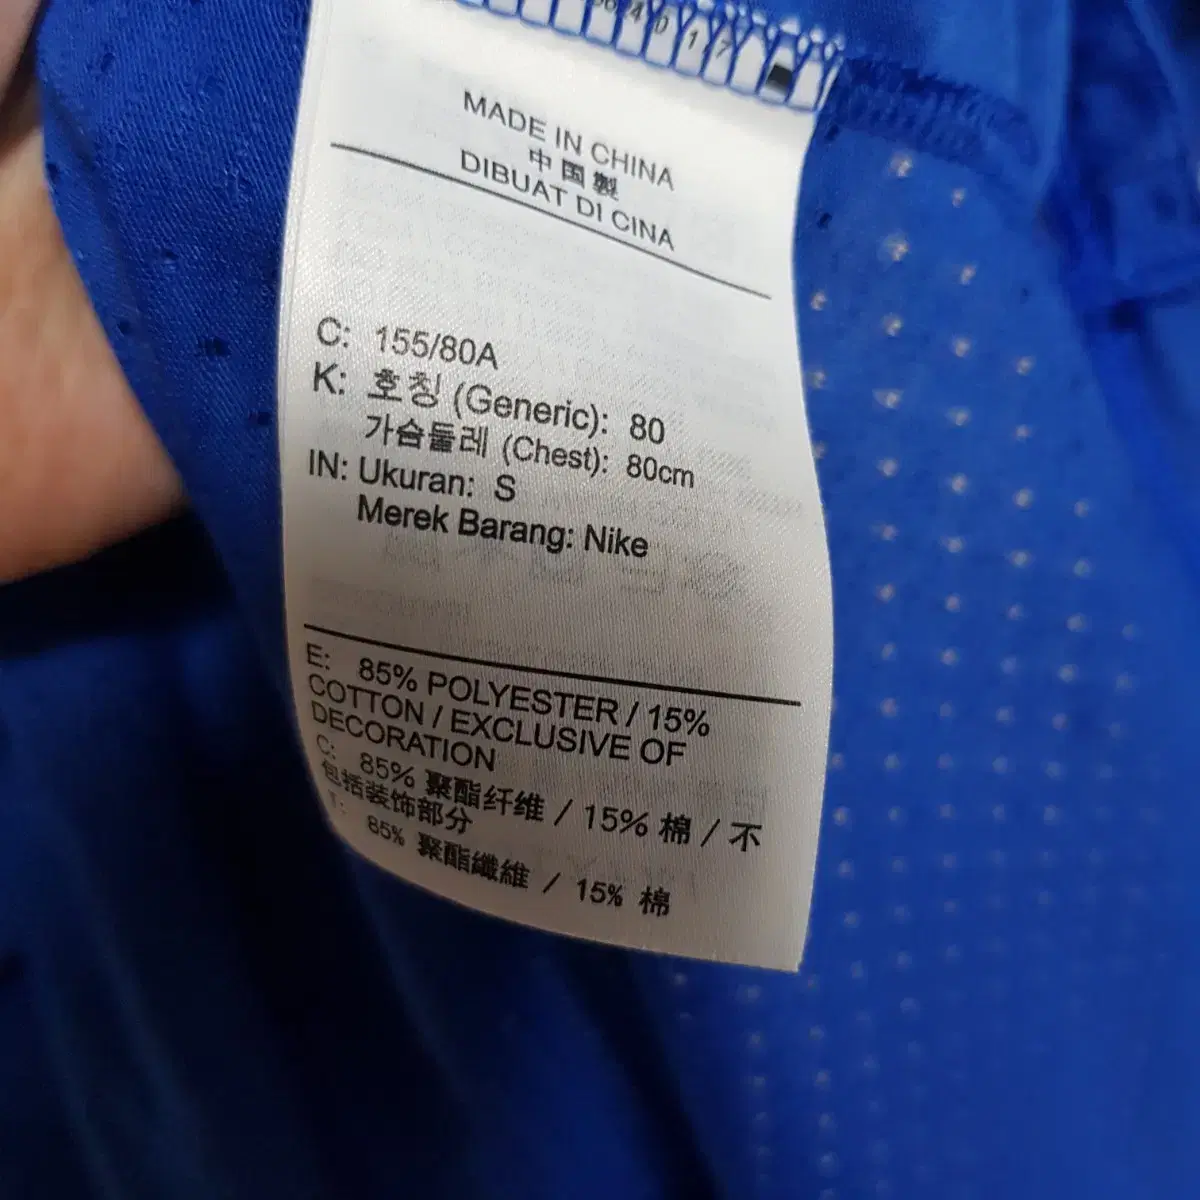 MADE IN CHINA
中国製
DIBUAT DI CINA
C: 155/80A
K: 호칭 (Generic): 80
가슴둘레 (Chest): 80cm
IN: Ukuran: S
Merek Barang: Nike
E: 85% POLYESTER / 15%
COTTON / EXCLUSIVE OF
DECORATION
C: 85% 聚酯纤维 / 15% 棉 / 不
包括装饰部分
T: 85% 聚酯纖維 / 15% 棉